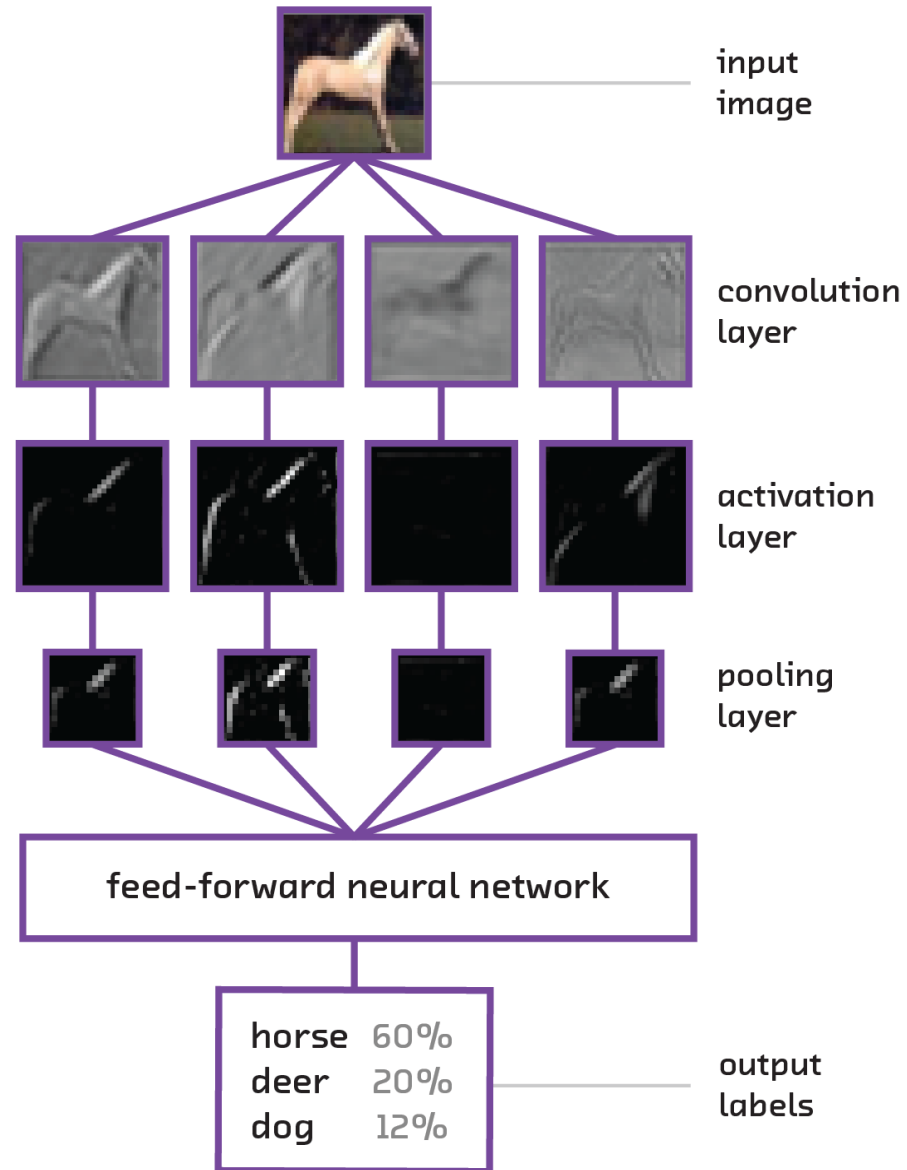 input
image
convolution
layer
activation
layer
pooling
layer
feed-forward neural network
horse 60%
deer 20%
dog 12%
output
labels